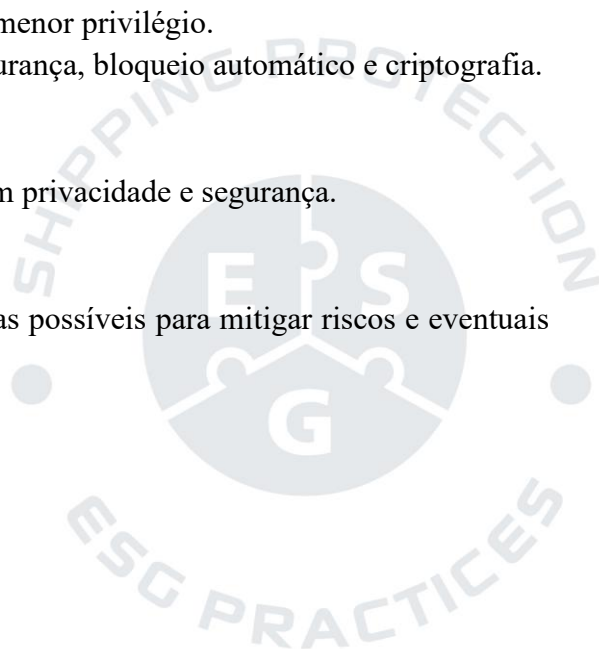 menor privilégio.
urança, bloqueio automático e criptografia.
SHIPPING PROTECTION
m privacidade e segurança.
E S
as possíveis para mitigar riscos e eventuais
G
ESG PRACTICES